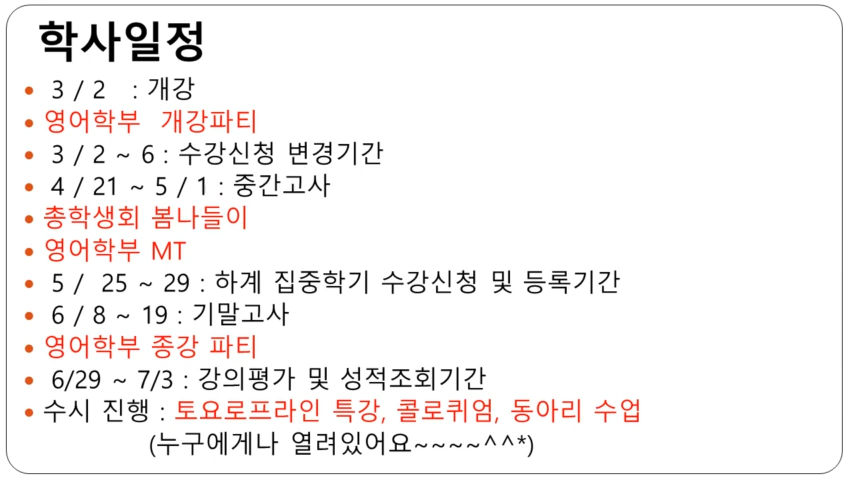 학사일정
• 3 / 2 : 개강
• 영어학부 개강파티
• 3 / 2 ~ 6 : 수강신청 변경기간
• 4 / 21 ~ 5 / 1 : 중간고사
• 총학생회 봄나들이
• 영어학부 MT
• 5 / 25 ~ 29 : 하계 집중학기 수강신청 및 등록기간
• 6 / 8 ~ 19 : 기말고사
• 영어학부 종강 파티
• 6/29 ~ 7/3 : 강의평가 및 성적조회기간
• 수시 진행 : 토요로프라인 특강, 콜로퀴엄, 동아리 수업
(누구에게나 열려있어요~~~~^^*)